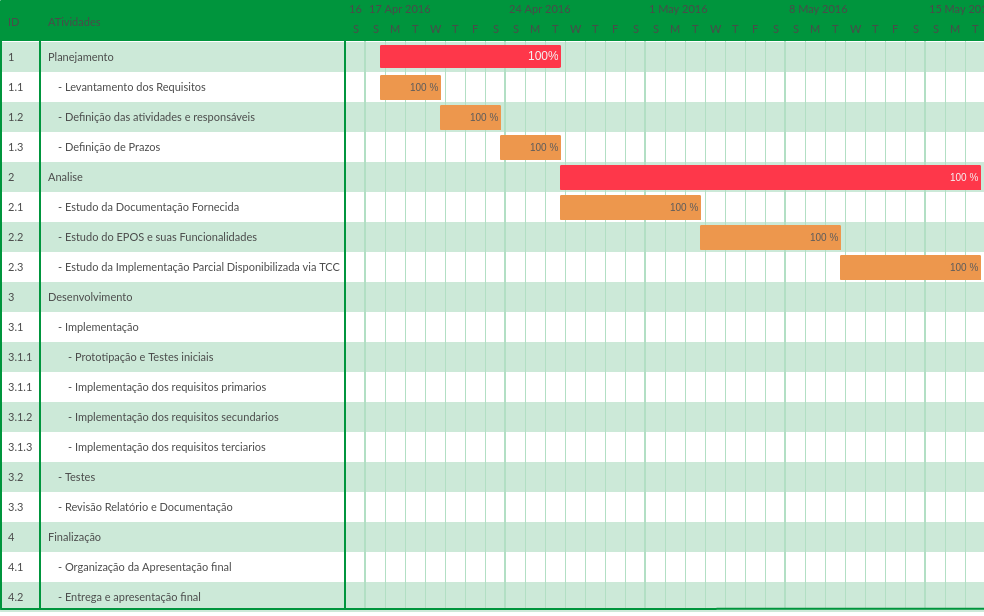 ID ATividades 16 17 Apr 2016 24 Apr 2016 1 May 2016 8 May 2016 15 May 201
S S M T W T F S S M T W T F S S M T W T F S S M T W T F S S M T
1 Planejamento 100%
1.1 - Levantamento dos Requisitos 100 %
1.2 - Definição das atividades e responsáveis 100 %
1.3 - Definição de Prazos 100 %
2 Analise 100 %
2.1 - Estudo da Documentação Fornecida 100 %
2.2 - Estudo do EPOS e suas Funcionalidades 100 %
2.3 - Estudo da Implementação Parcial Disponibilizada via TCC 100 %
3 Desenvolvimento
3.1 - Implementação
3.1.1 - Prototipação e Testes iniciais
3.1.1 - Implementação dos requisitos primarios
3.1.2 - Implementação dos requisitos secundarios
3.1.3 - Implementação dos requisitos terciarios
3.2 - Testes
3.3 - Revisão Relatório e Documentação
4 Finalização
4.1 - Organização da Apresentação final
4.2 - Entrega e apresentação final